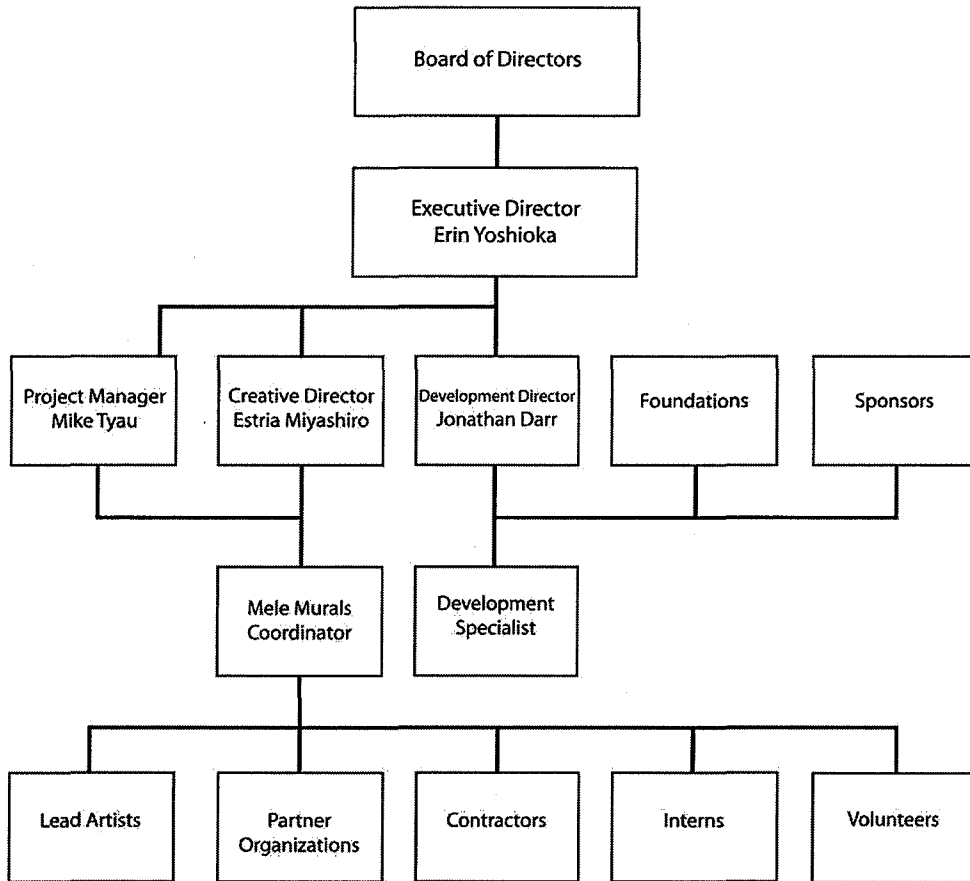 Board of Directors
Executive Director
Erin Yoshioka
Project Manager
Mike Tyau
Creative Director
Estria Miyashiro
Development Director
Jonathan Darr
Foundations
Sponsors
Mele Murals
Coordinator
Development
Specialist
Lead Artists
Partner
Organizations
Contractors
Interns
Volunteers